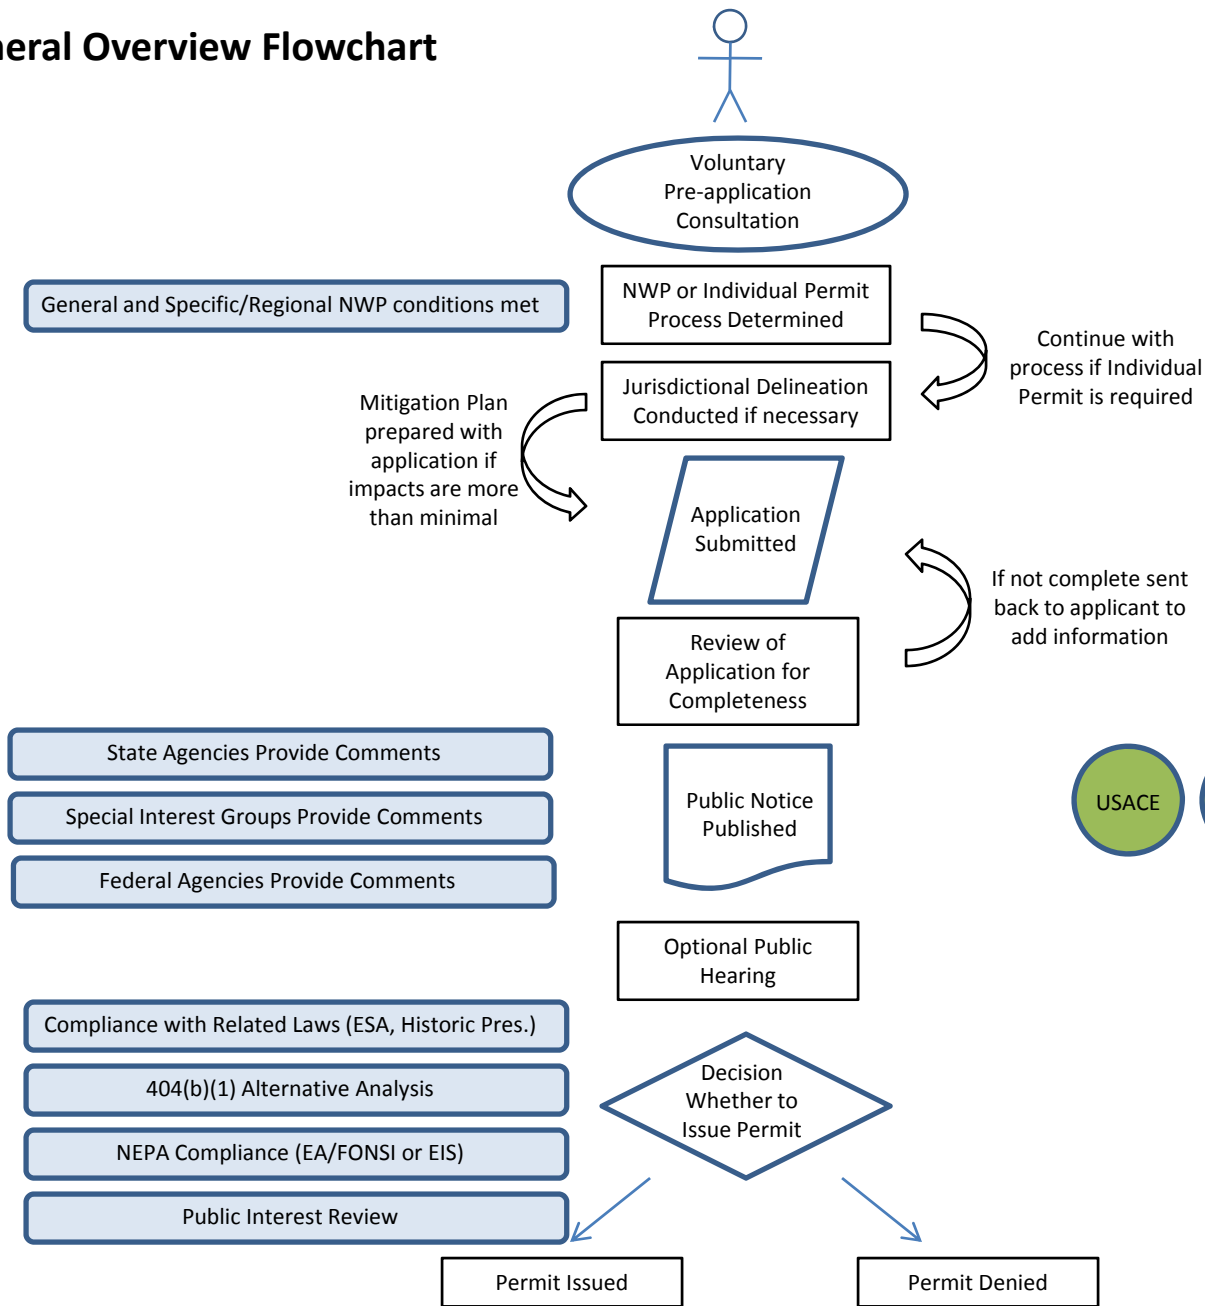 neral Overview Flowchart
Voluntary
Pre-application
Consultation
General and Specific/Regional NWP conditions met
NWP or Individual Permit
Process Determined
Continue with
process if Individual
Permit is required
Jurisdictional Delineation
Conducted if necessary
Mitigation Plan
prepared with
application if
impacts are more
than minimal
Application
Submitted
If not complete sent
back to applicant to
add information
Review of
Application for
Completeness
State Agencies Provide Comments
Special Interest Groups Provide Comments
Federal Agencies Provide Comments
Public Notice
Published
USACE
Optional Public
Hearing
Compliance with Related Laws (ESA, Historic Pres.)
404(b)(1) Alternative Analysis
NEPA Compliance (EA/FONSI or EIS)
Public Interest Review
Decision
Whether to
Issue Permit
Permit Issued
Permit Denied